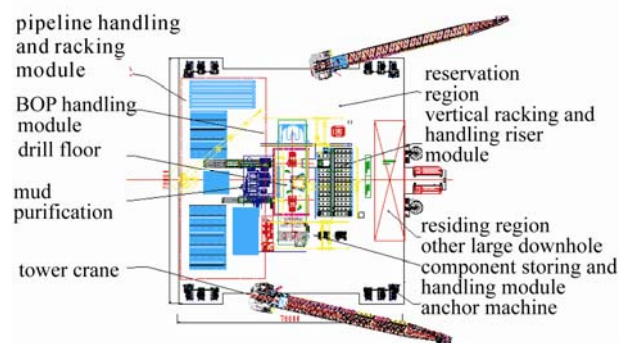 pipeline handling
and racking
module
BOP handling
module
drill floor
mud
purification
tower crane
reservation
region
vertical racking and
handling riser
module
residing region
other large downhole
component storing and
handling module
anchor machine